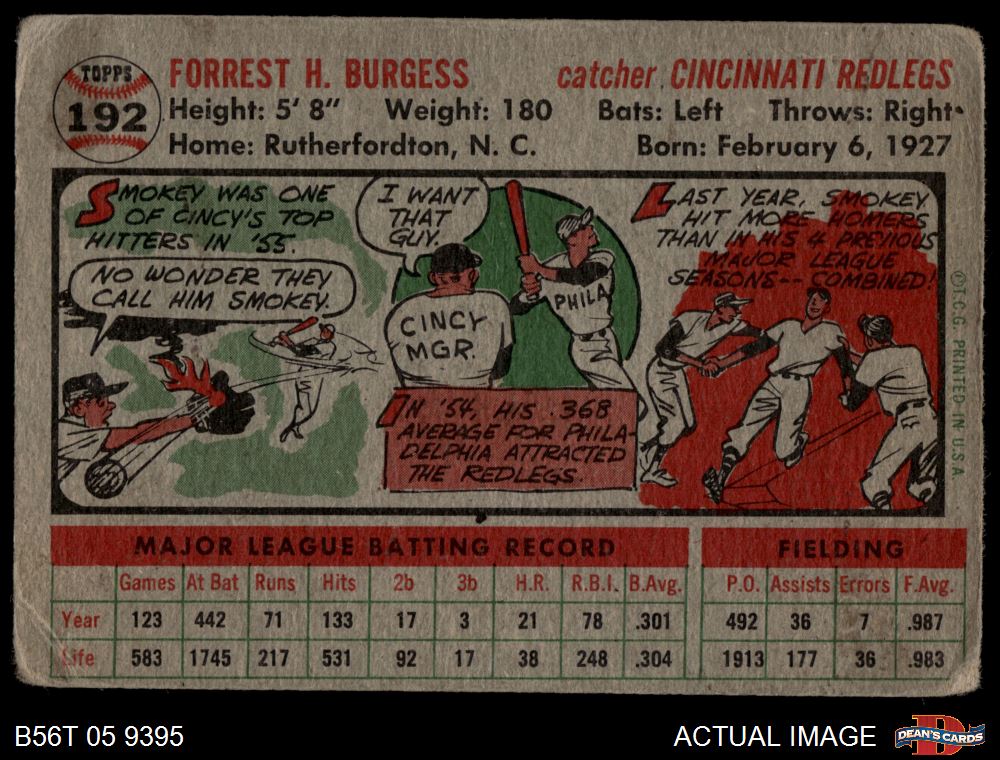 TOPPS
192
FORREST H. BURGESS catcher CINCINNATI REDLEGS
Height: 5' 8" Weight: 180 Bats: Left Throws: Right
Home: Rutherfordton, N. C. Born: February 6, 1927
SMOKEY WAS ONE
OF CINCY'S TOP
HITTERS IN '55.
NO WONDER THEY
CALL HIM SMOKEY.
I WANT
THAT
GUY.
CINCY
MGR.
PHILA
IN '54, HIS .368
AVERAGE FOR PHILA-
DELPHIA ATTRACTED
THE REDLEGS.
LAST YEAR, SMOKEY
HIT MORE HOMERS
THAN IN HIS 4 PREVIOUS
MAJOR LEAGUE
SEASONS-- COMBINED!
©T.C.G. PRINTED IN U.S.A.
MAJOR LEAGUE BATTING RECORD FIELDING
Games At Bat Runs Hits 2b 3b H.R. R.B.I. B.Avg. P.O. Assists Errors F.Avg.
Year 123 442 71 133 17 3 21 78 .301 492 36 7 .987
Life 583 1745 217 531 92 17 38 248 .304 1913 177 36 .983
B56T 05 9395 ACTUAL IMAGE DEAN'S CARDS